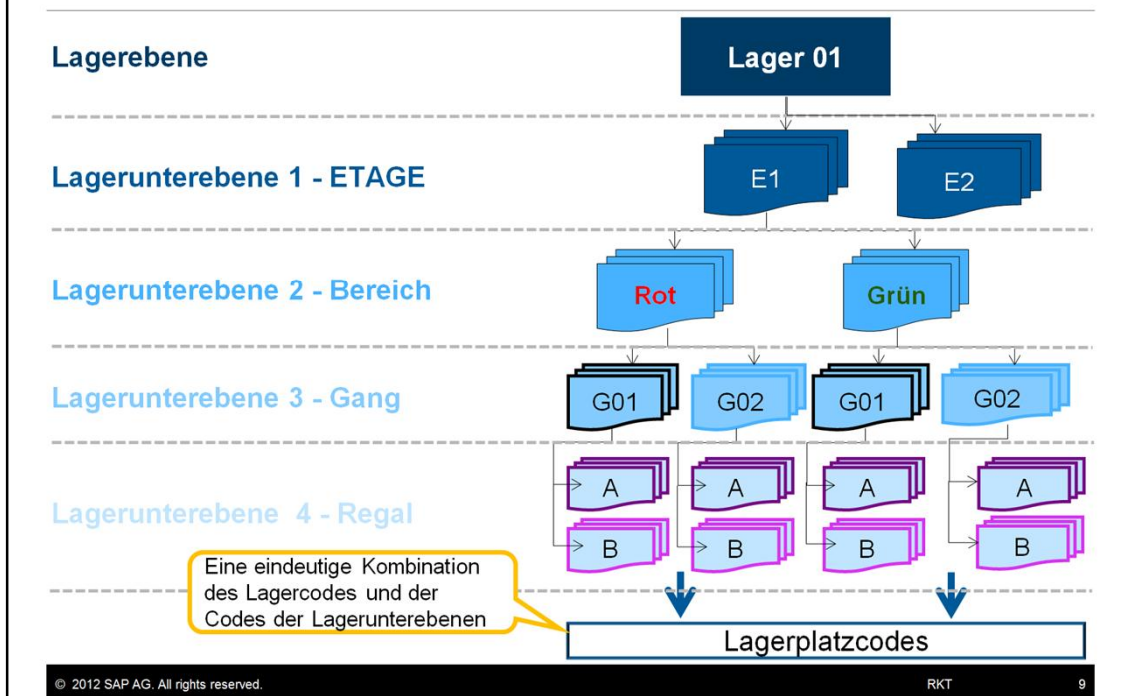 Lagerebene
Lager 01
Lagerunterebene 1 - ETAGE
E1
E2
Lagerunterebene 2 - Bereich
Rot
Grün
Lagerunterebene 3 - Gang
G01
G02
G01
G02
Lagerunterebene 4 - Regal
A
A
A
A
B
B
B
B
Eine eindeutige Kombination
des Lagercodes und der
Codes der Lagerunterebenen
Lagerplatzcodes
© 2012 SAP AG. All rights reserved.
RKT
9